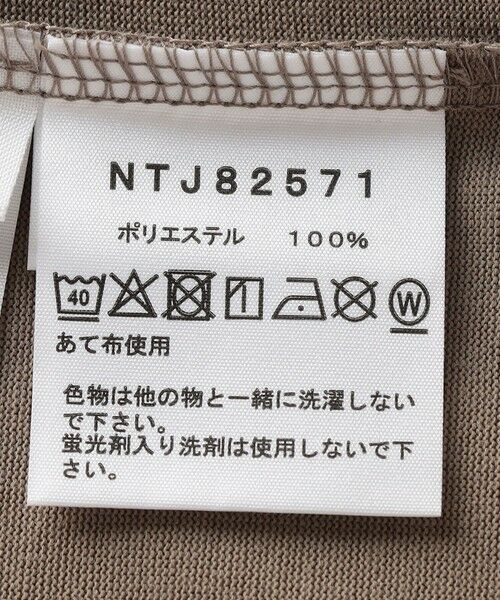 NTJ82571
ポリエステル 100%
40 W
あて布使用
色物は他の物と一緒に洗濯しない
で下さい。
蛍光剤入り洗剤は使用しないで下
さい。